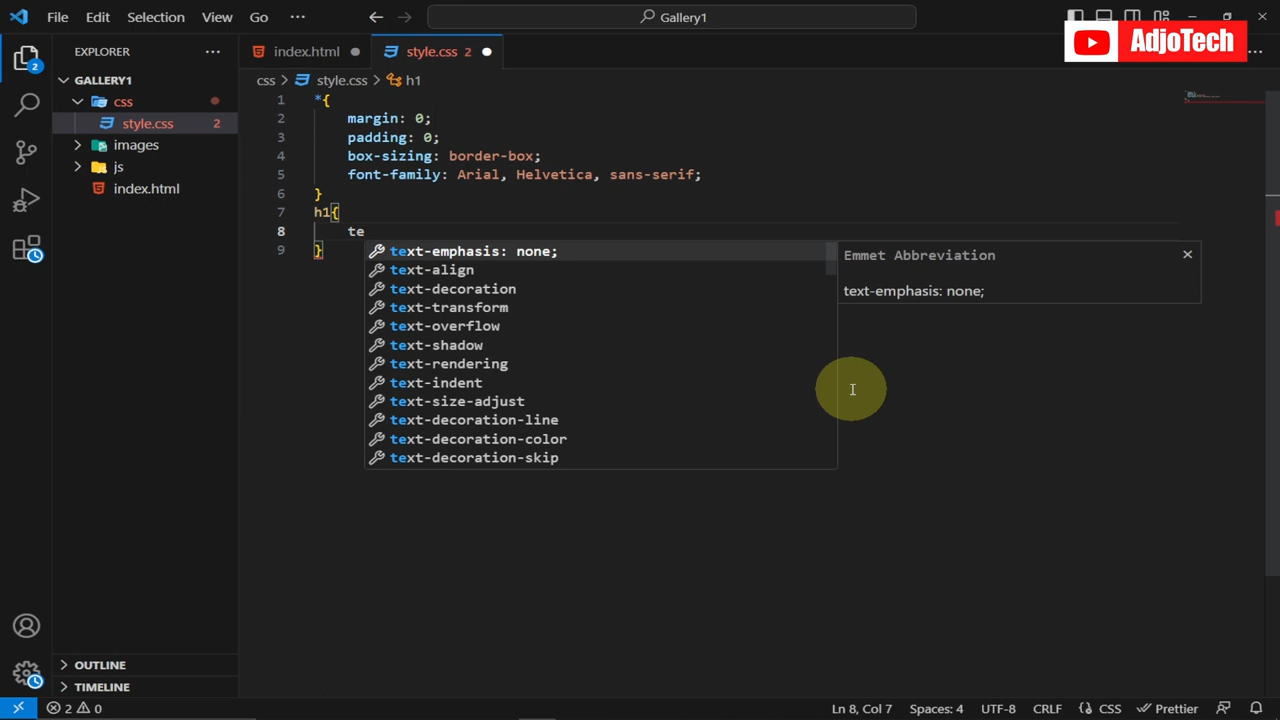 File Edit Selection View Go ··· Gallery1
AdjoTech
EXPLORER ···
index.html
style.css 2
GALLERY1
css > style.css > h1
css
style.css 2
images
js
index.html
1 *{
2 margin: 0;
3 padding: 0;
4 box-sizing: border-box;
5 font-family: Arial, Helvetica, sans-serif;
6 }
7 h1{
8 te
9 }
text-emphasis: none;
text-align
text-decoration
text-transform
text-overflow
text-shadow
text-rendering
text-indent
text-size-adjust
text-decoration-line
text-decoration-color
text-decoration-skip
Emmet Abbreviation
text-emphasis: none;
2
OUTLINE
TIMELINE
2 0 Ln 8, Col 7 Spaces: 4 UTF-8 CRLF CSS Prettier